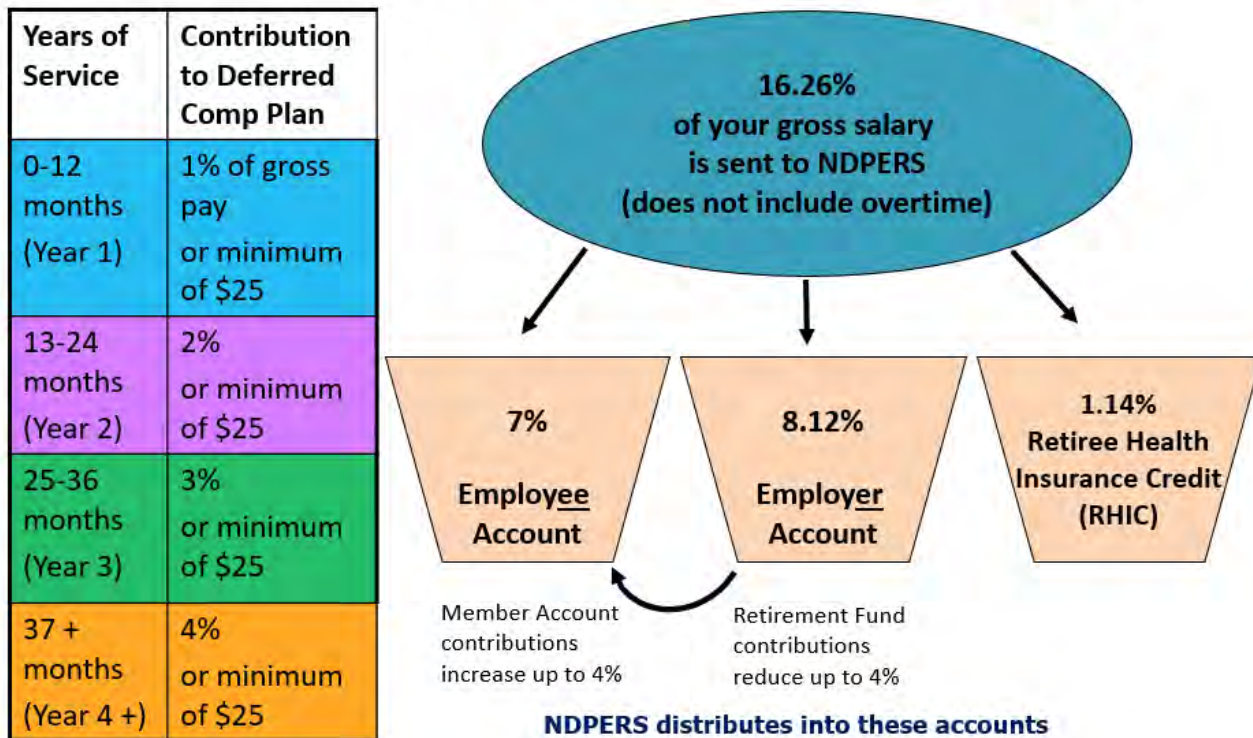 Years of
Service
Contribution
to Deferred
Comp Plan
0-12
months
(Year 1)
1% of gross
pay
or minimum
of $25
13-24
months
(Year 2)
2%
or minimum
of $25
25-36
months
(Year 3)
3%
or minimum
of $25
37 +
months
(Year 4 +)
4%
or minimum
of $25
16.26%
of your gross salary
is sent to NDPERS
(does not include overtime)
7%
Employee
Account
8.12%
Employer
Account
1.14%
Retiree Health
Insurance Credit
(RHIC)
Member Account
contributions
increase up to 4%
Retirement Fund
contributions
reduce up to 4%
NDPERS distributes into these accounts